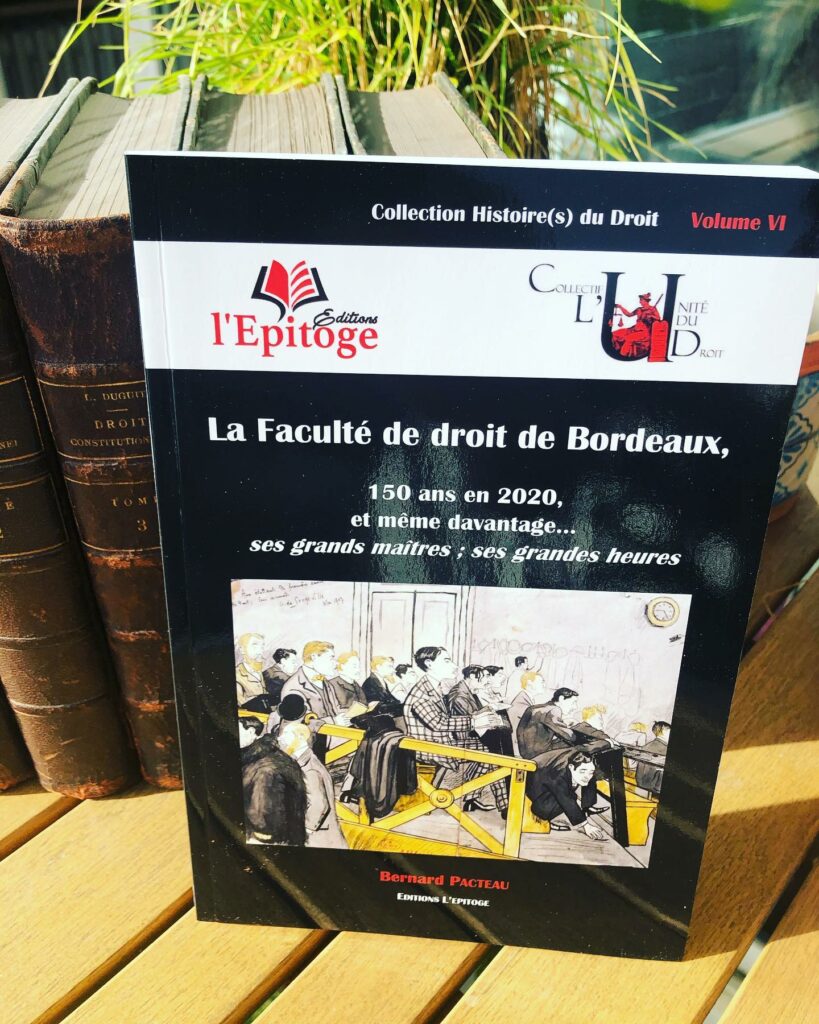 Collection Histoire(s) du Droit Volume VI
Editions
l'Epitoge
COLLECTIF
L'UNITÉ
DU
DROIT
L. DUGUIT
DROIT
TOME
3
2
La Faculté de droit de Bordeaux,
150 ans en 2020,
et même davantage...
ses grands maîtres ; ses grandes heures
Bernard PACTEAU
EDITIONS L'EPITOGE